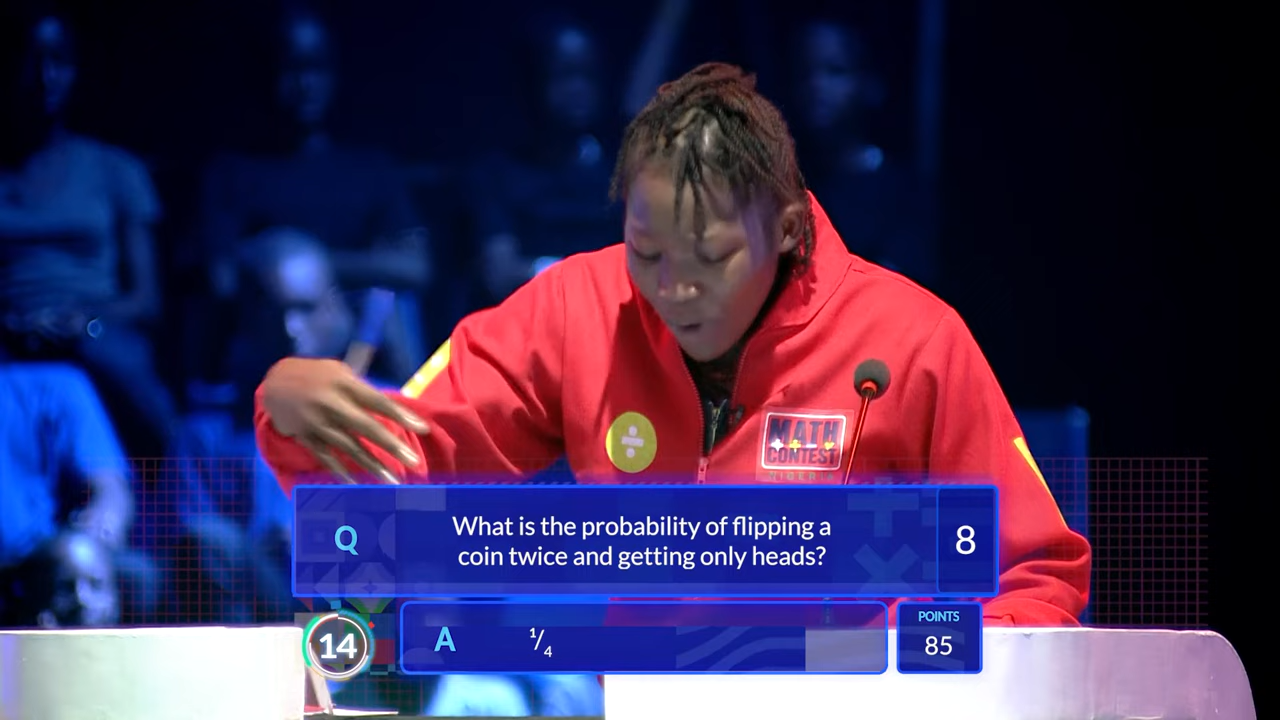 MATH
CONTEST
NIGERIA
Q
What is the probability of flipping a
coin twice and getting only heads?
8
14
A
1/4
POINTS
85